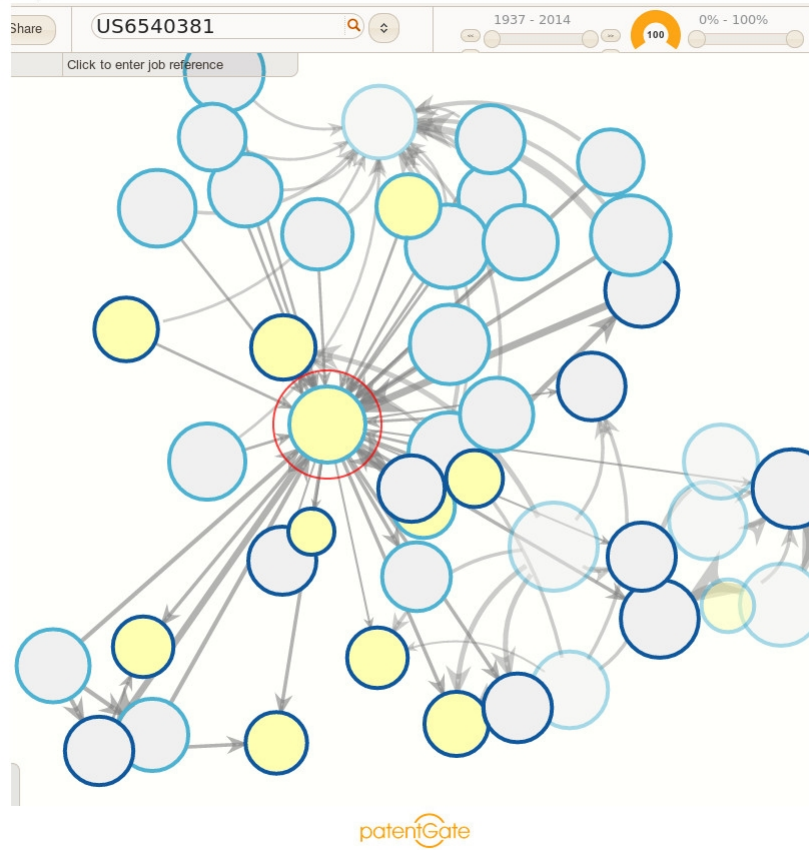 Share
US6540381
1937 - 2014
100
0% - 100%
Click to enter job reference
patentGate